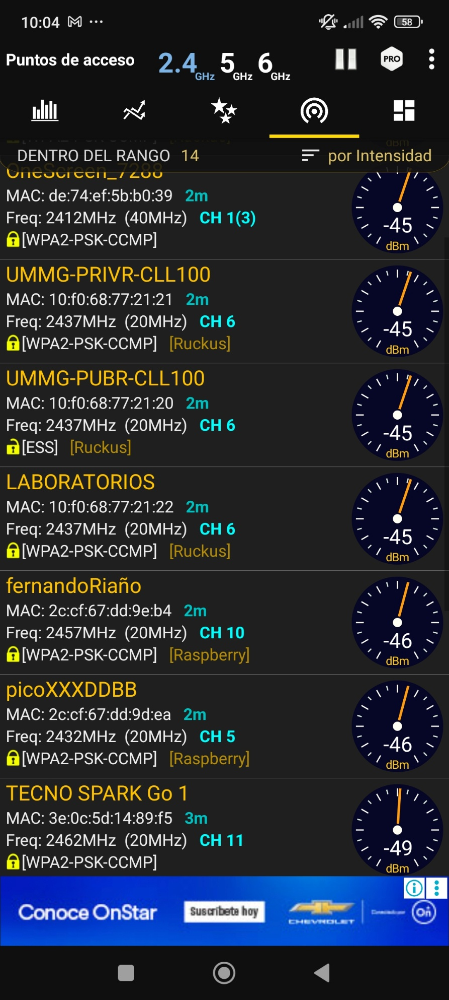 10:04
58
Puntos de acceso 2.4 GHz 5 GHz 6 GHz PRO
DENTRO DEL RANGO 14 por Intensidad
OneScreen_7288
MAC: de:74:ef:5b:b0:39 2m
Freq: 2412MHz (40MHz) CH 1(3)
[WPA2-PSK-CCMP]
-45
dBm
UMMG-PRIVR-CLL100
MAC: 10:f0:68:77:21:21 2m
Freq: 2437MHz (20MHz) CH 6
[WPA2-PSK-CCMP] [Ruckus]
-45
dBm
UMMG-PUBR-CLL100
MAC: 10:f0:68:77:21:20 2m
Freq: 2437MHz (20MHz) CH 6
[ESS] [Ruckus]
-45
dBm
LABORATORIOS
MAC: 10:f0:68:77:21:22 2m
Freq: 2437MHz (20MHz) CH 6
[WPA2-PSK-CCMP] [Ruckus]
-45
dBm
fernandoRiaño
MAC: 2c:cf:67:dd:9e:b4 2m
Freq: 2457MHz (20MHz) CH 10
[WPA2-PSK-CCMP] [Raspberry]
-46
dBm
picoXXXDDBB
MAC: 2c:cf:67:dd:9d:ea 2m
Freq: 2432MHz (20MHz) CH 5
[WPA2-PSK-CCMP] [Raspberry]
-46
dBm
TECNO SPARK Go 1
MAC: 3e:0c:5d:14:89:f5 3m
Freq: 2462MHz (20MHz) CH 11
[WPA2-PSK-CCMP]
-49
dBm
Conoce OnStar
Suscríbete hoy
CHEVROLET
On